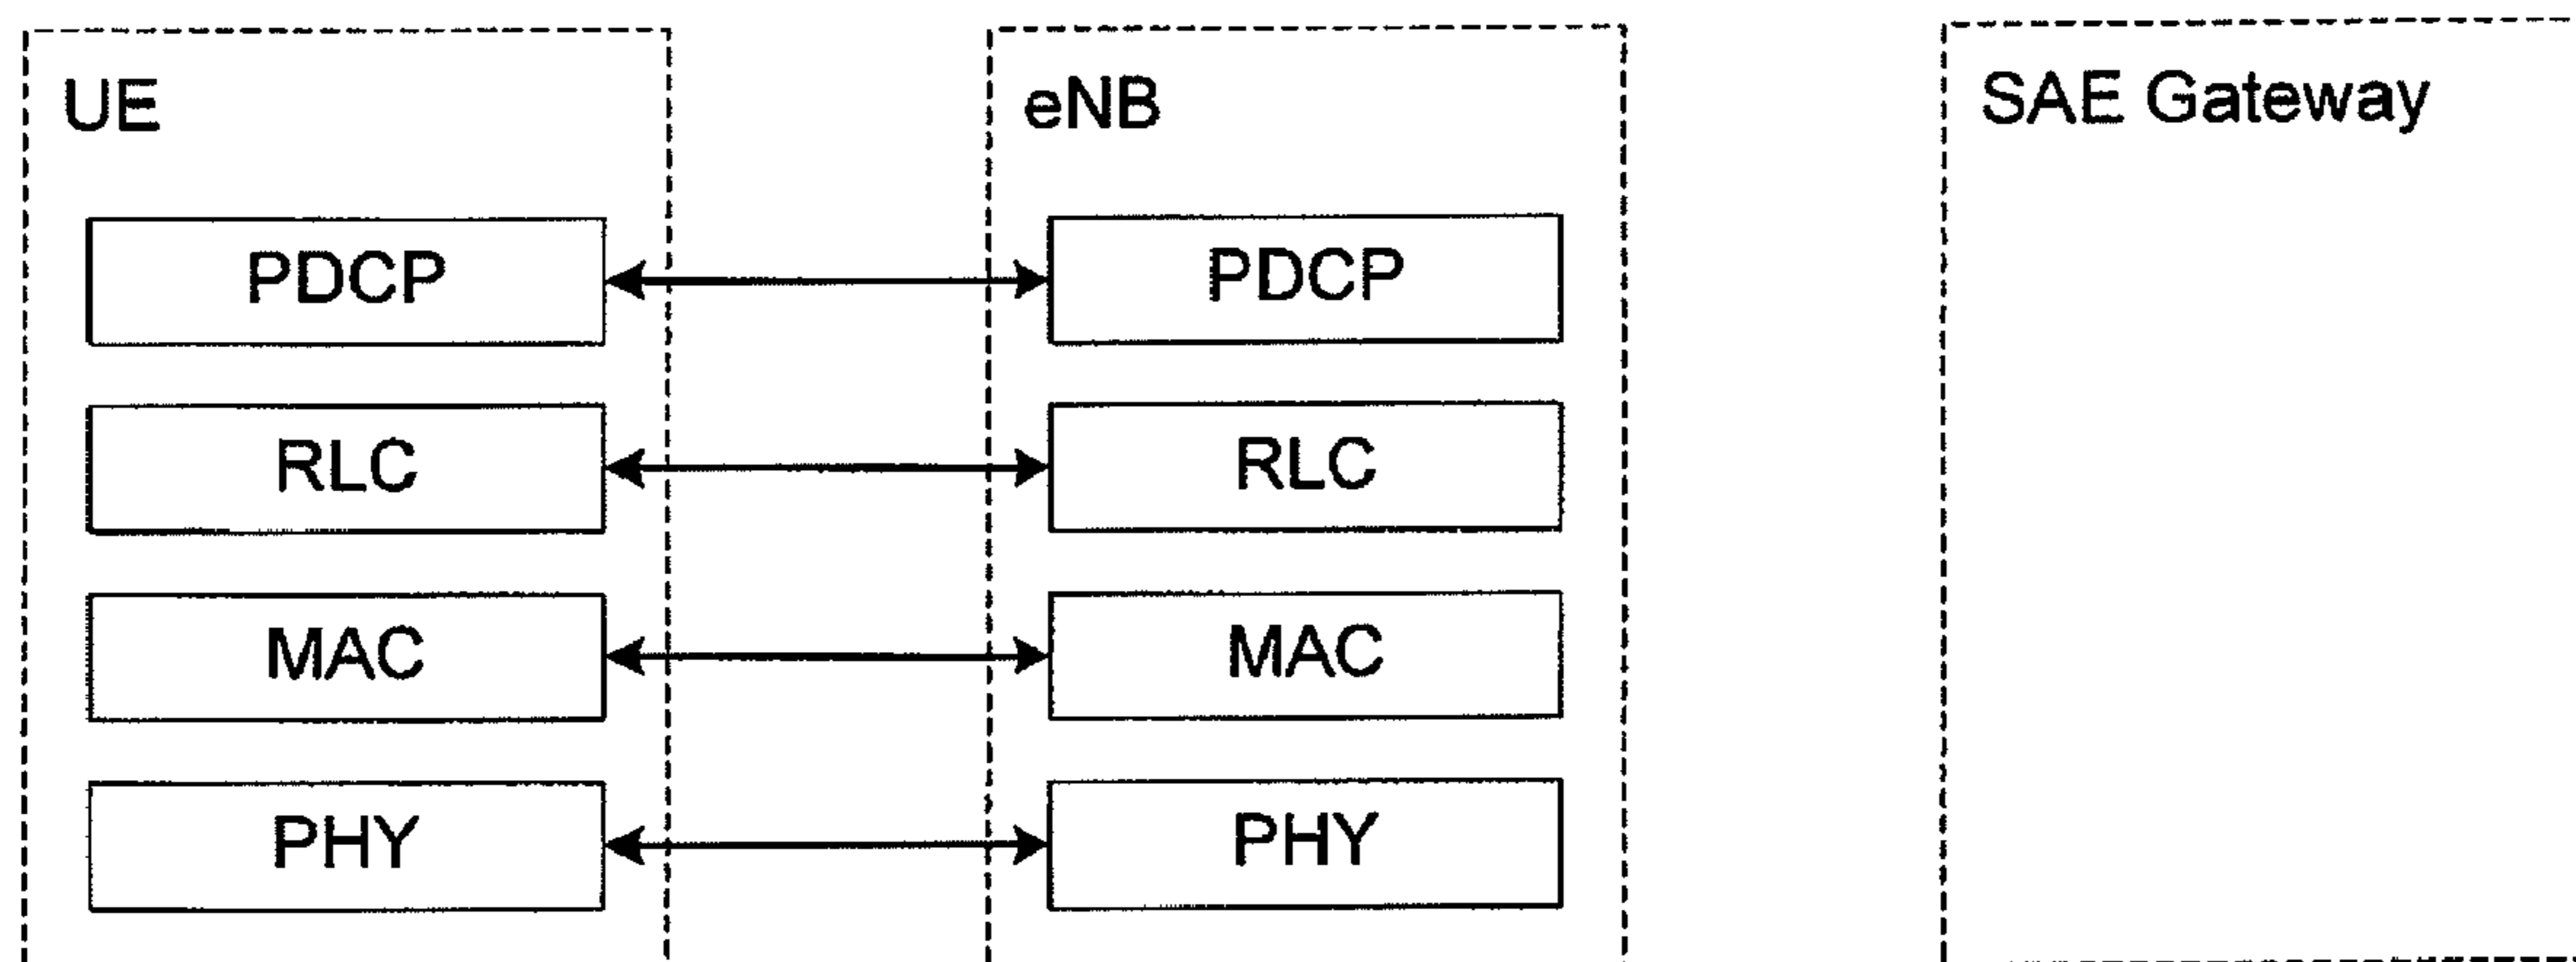 UE
eNB
SAE Gateway
PDCP
PDCP
RLC
RLC
MAC
MAC
PHY
PHY